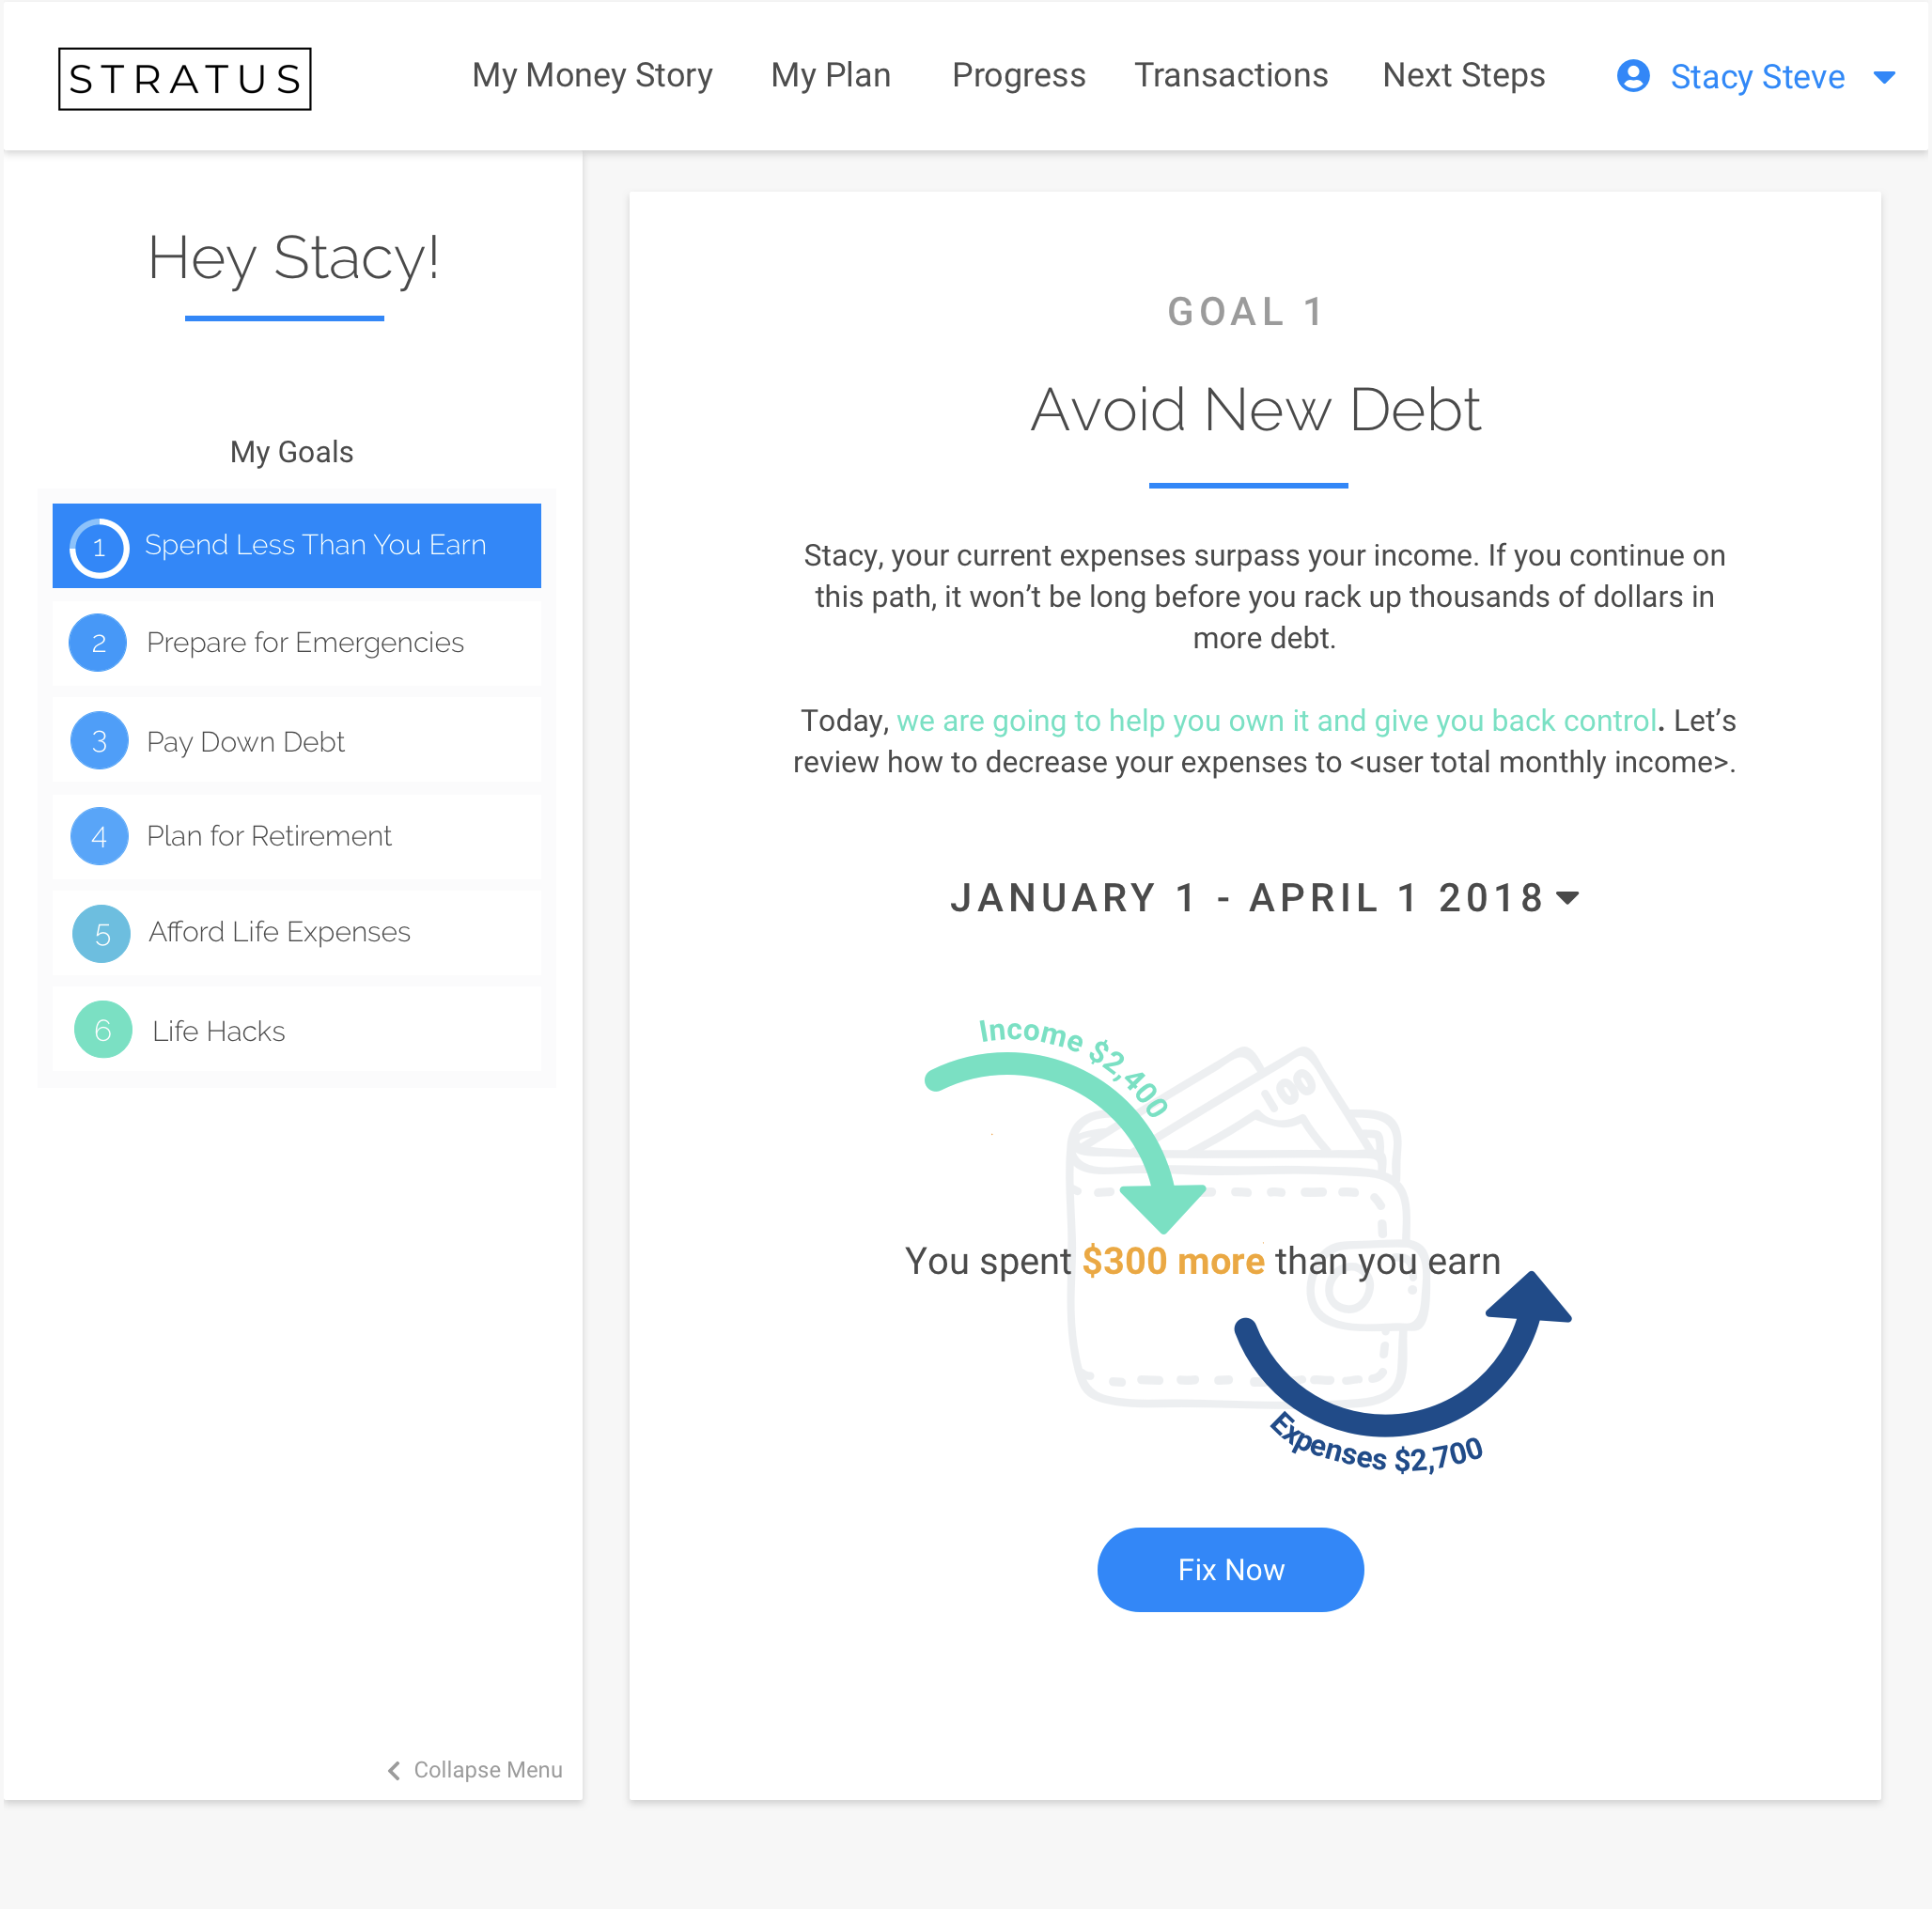 STRATUS
My Money Story
My Plan
Progress
Transactions
Next Steps
Stacy Steve
Hey Stacy!
My Goals
1 Spend Less Than You Earn
2 Prepare for Emergencies
3 Pay Down Debt
4 Plan for Retirement
5 Afford Life Expenses
6 Life Hacks
Collapse Menu
GOAL 1
Avoid New Debt
Stacy, your current expenses surpass your income. If you continue on
this path, it won’t be long before you rack up thousands of dollars in
more debt.
Today, we are going to help you own it and give you back control. Let’s
review how to decrease your expenses to <user total monthly income>.
JANUARY 1 - APRIL 1 2018
Income $2,400
100
You spent $300 more than you earn
Expenses $2,700
Fix Now